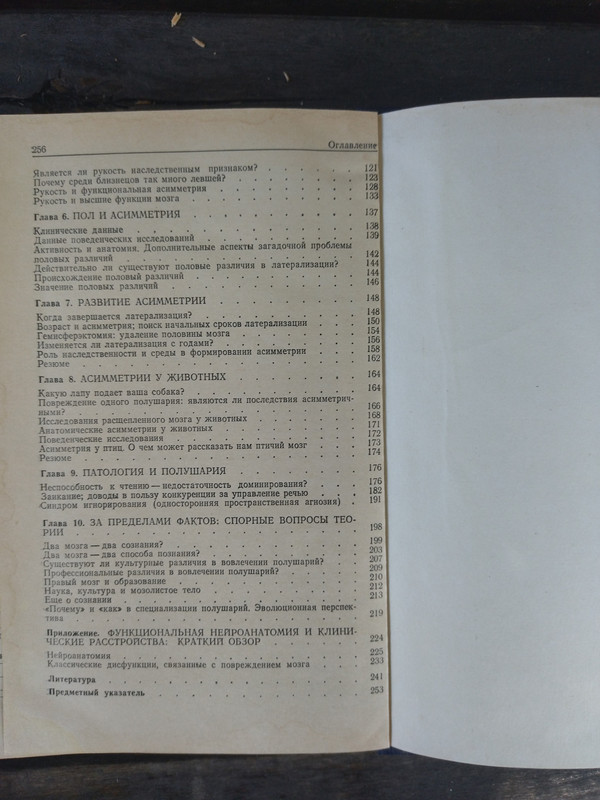 256 Оглавление
Является ли рукость наследственным признаком? . . . . . . 121
Почему среди близнецов так много левшей? . . . . . . . . 123
Рукость и функциональная асимметрия . . . . . . . . . 128
Рукость и высшие функции мозга . . . . . . . . . . 133
Глава 6. ПОЛ И АСИММЕТРИЯ . . . . . . . . . 137
Клинические данные . . . . . . . . . . . . . 138
Данные поведенческих исследований . . . . . . . . . 139
Активность и анатомия. Дополнительные аспекты загадочной проблемы
половых различий . . . . . . . . . . . . . 142
Действительно ли существуют половые различия в латерализации? . 144
Происхождение половый различий . . . . . . . . . . 144
Значение половых различий . . . . . . . . . . . 146
Глава 7. РАЗВИТИЕ АСИММЕТРИИ . . . . . . . . 148
Когда завершается латерализация? . . . . . . . . . 148
Возраст и асимметрия; поиск начальных сроков латерализации . . . 150
Гемисферэктомия: удаление половины мозга . . . . . . . 154
Изменяется ли латерализация с годами? . . . . . . . . 156
Роль наследственности и среды в формировании асимметрии . . . 158
Резюме . . . . . . . . . . . . . . . . 162
Глава 8. АСИММЕТРИИ У ЖИВОТНЫХ . . . . . . . 164
Какую лапу подает ваша собака? . . . . . . . . . . 164
Повреждение одного полушария: являются ли последствия асимметрич-
ными? . . . . . . . . . . . . . . . . 166
Исследования расщепленного мозга у животных . . . . . . 168
Анатомические асимметрии у животных . . . . . . . . 171
Поведенческие исследования . . . . . . . . . . . 172
Асимметрия у птиц. О чем может рассказать нам птичий мозг . . . 173
Резюме . . . . . . . . . . . . . . . . 174
Глава 9. ПАТОЛОГИЯ И ПОЛУШАРИЯ . . . . . . . 176
Неспособность к чтению — недостаточность доминирования? . . . 176
Заикание; доводы в пользу конкуренции за управление речью . . . 182
Синдром игнорирования (односторонняя пространственная агнозия) . 191
Глава 10. ЗА ПРЕДЕЛАМИ ФАКТОВ: СПОРНЫЕ ВОПРОСЫ ТЕО-
РИИ . . . . . . . . . . . . . . . . 198
Два мозга — два сознания? . . . . . . . . . . . 199
Два мозга — два способа познания? . . . . . . . . . 203
Существуют ли культурные различия в вовлечении полушарий? . . 207
Профессиональные различия в вовлечении полушарий? . . . . . 209
Правый мозг и образование . . . . . . . . . . . 210
Наука, культура и мозолистое тело . . . . . . . . . 212
Еще о сознании . . . . . . . . . . . . . . 213
«Почему» и «как» в специализации полушарий. Эволюционная перспек-
тива . . . . . . . . . . . . . . . . 219
Приложение. ФУНКЦИОНАЛЬНАЯ НЕЙРОАНАТОМИЯ И КЛИНИ-
ЧЕСКИЕ РАССТРОЙСТВА: КРАТКИЙ ОБЗОР . . . . . . 224
Нейроанатомия . . . . . . . . . . . . . . 225
Классические дисфункции, связанные с повреждением мозга . . . 233
Литература . . . . . . . . . . . . . . . 241
Предметный указатель . . . . . . . . . . . . 253